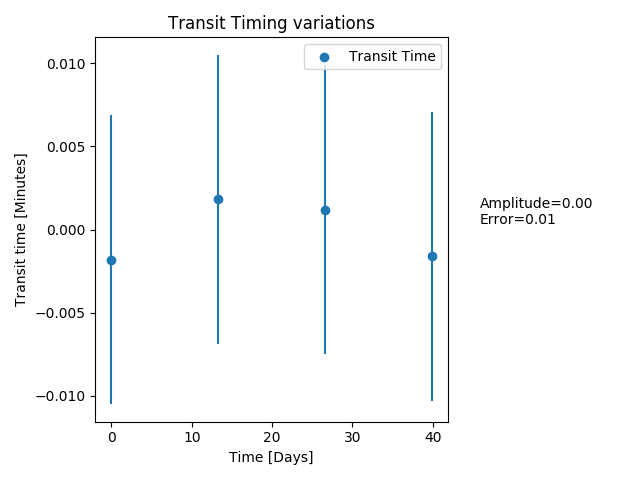 Transit Timing variations
Transit Time
0.010
0.005
0.000
−0.005
−0.010
Transit time [Minutes]
Amplitude=0.00
Error=0.01
0 10 20 30 40
Time [Days]